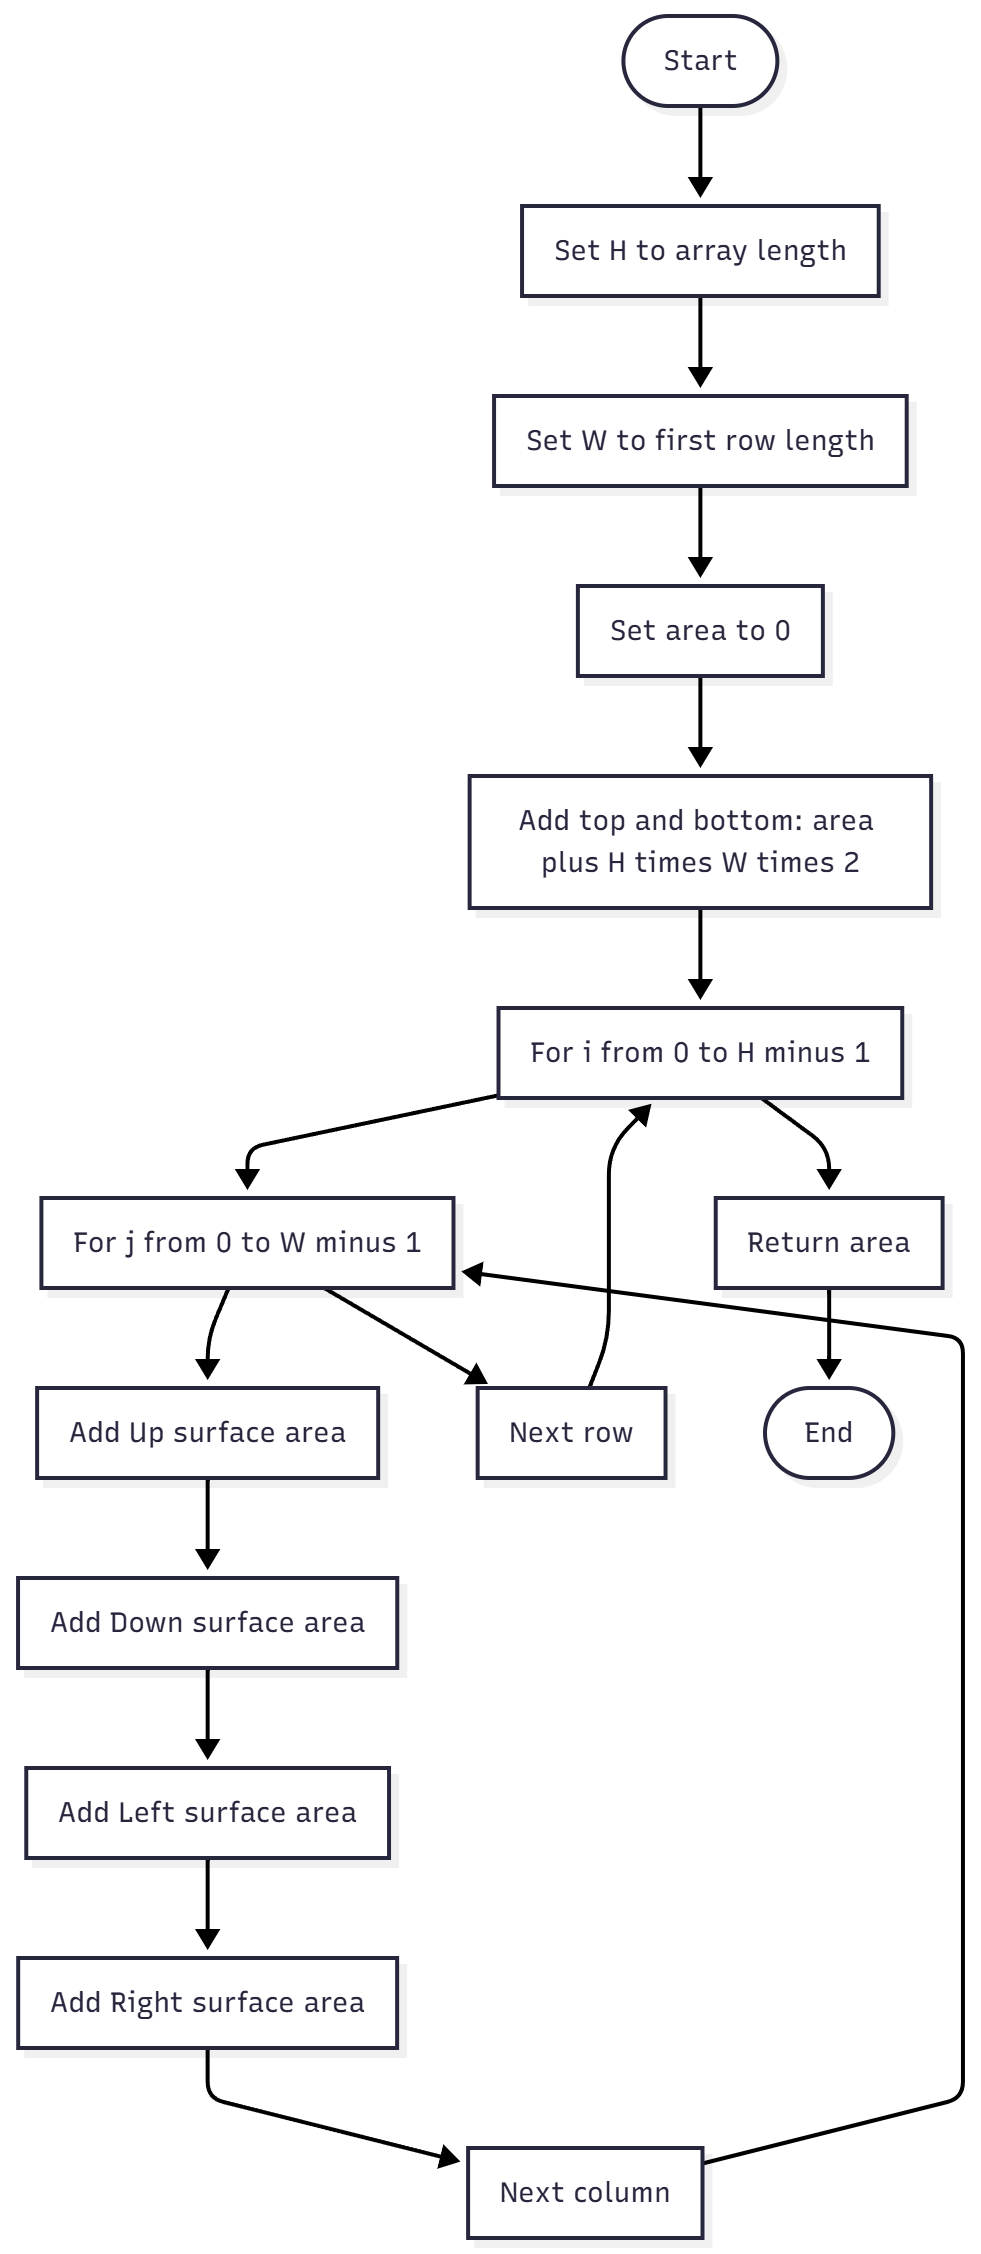 Start
Set H to array length
Set W to first row length
Set area to 0
Add top and bottom: area
plus H times W times 2
For i from 0 to H minus 1
For j from 0 to W minus 1
Return area
Add Up surface area
Next row
End
Add Down surface area
Add Left surface area
Add Right surface area
Next column